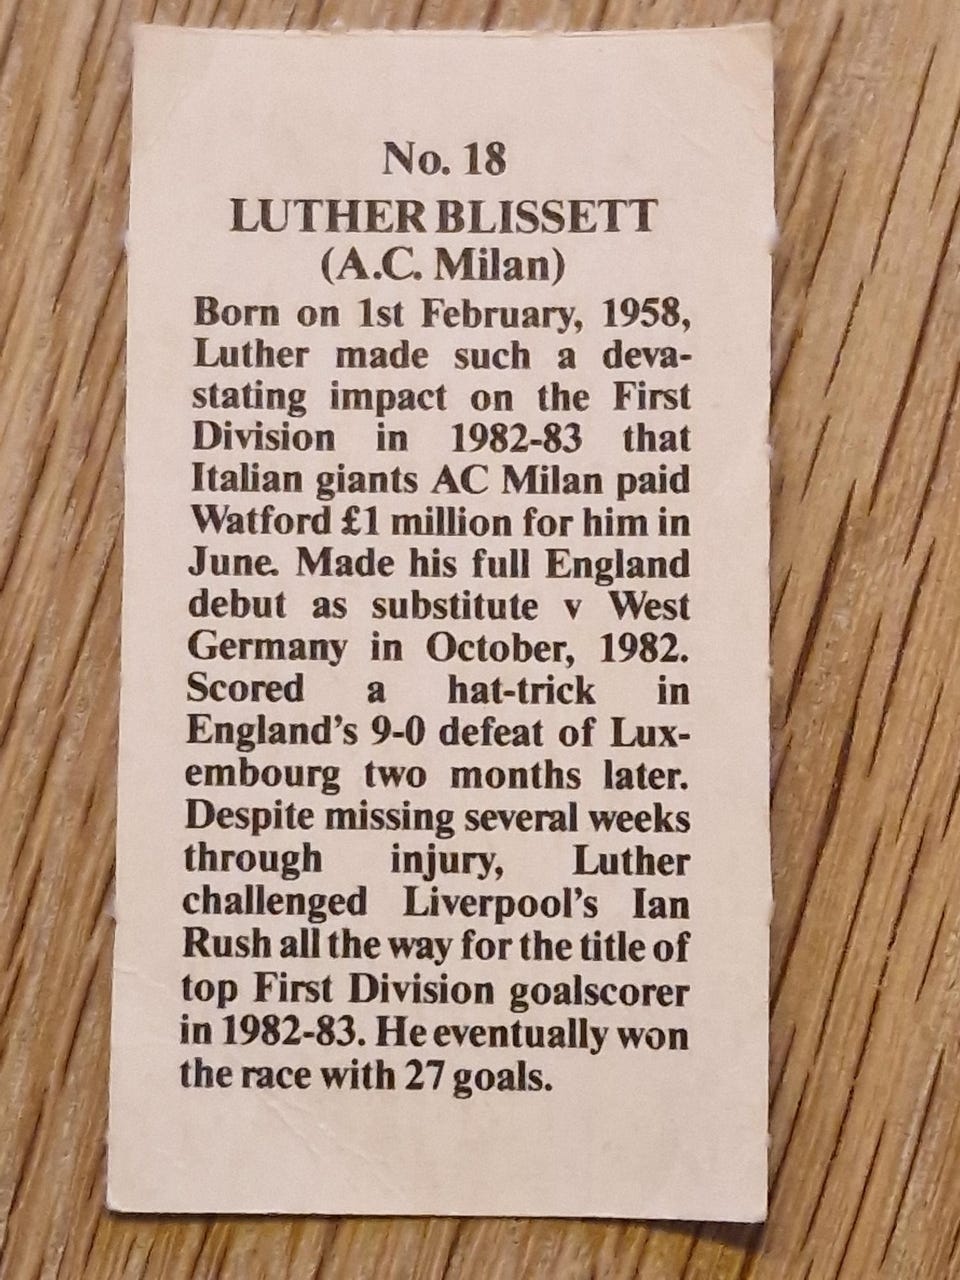 No. 18
LUTHER BLISSETT
(A.C. Milan)
Born on 1st February, 1958,
Luther made such a deva-
stating impact on the First
Division in 1982-83 that
Italian giants AC Milan paid
Watford £1 million for him in
June. Made his full England
debut as substitute v West
Germany in October, 1982.
Scored a hat-trick in
England's 9-0 defeat of Lux-
embourg two months later.
Despite missing several weeks
through injury, Luther
challenged Liverpool's Ian
Rush all the way for the title of
top First Division goalscorer
in 1982-83. He eventually won
the race with 27 goals.